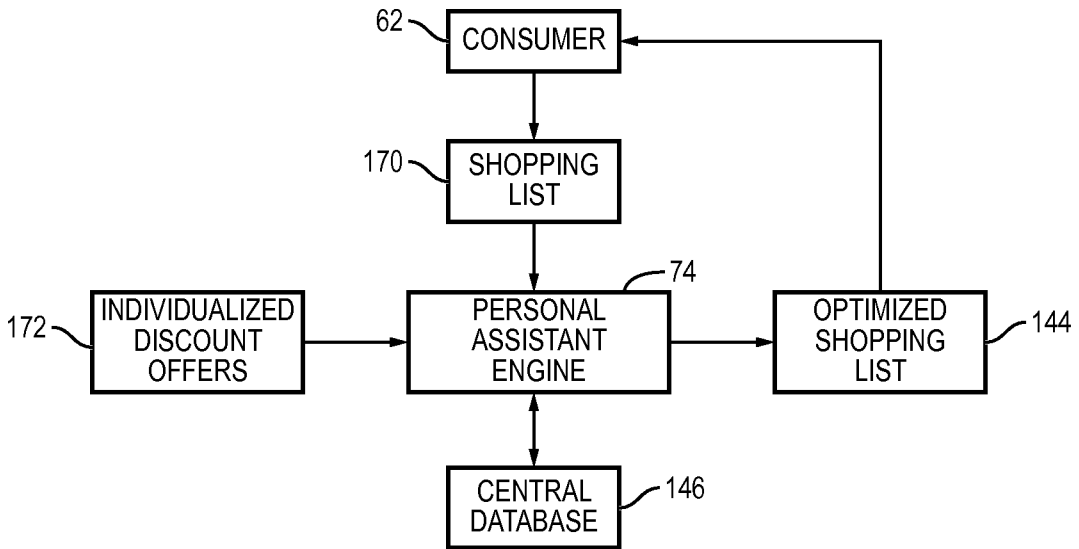 62
CONSUMER
170
SHOPPING
LIST
74
172
INDIVIDUALIZED
DISCOUNT
OFFERS
PERSONAL
ASSISTANT
ENGINE
OPTIMIZED
SHOPPING
LIST
144
CENTRAL
DATABASE
146